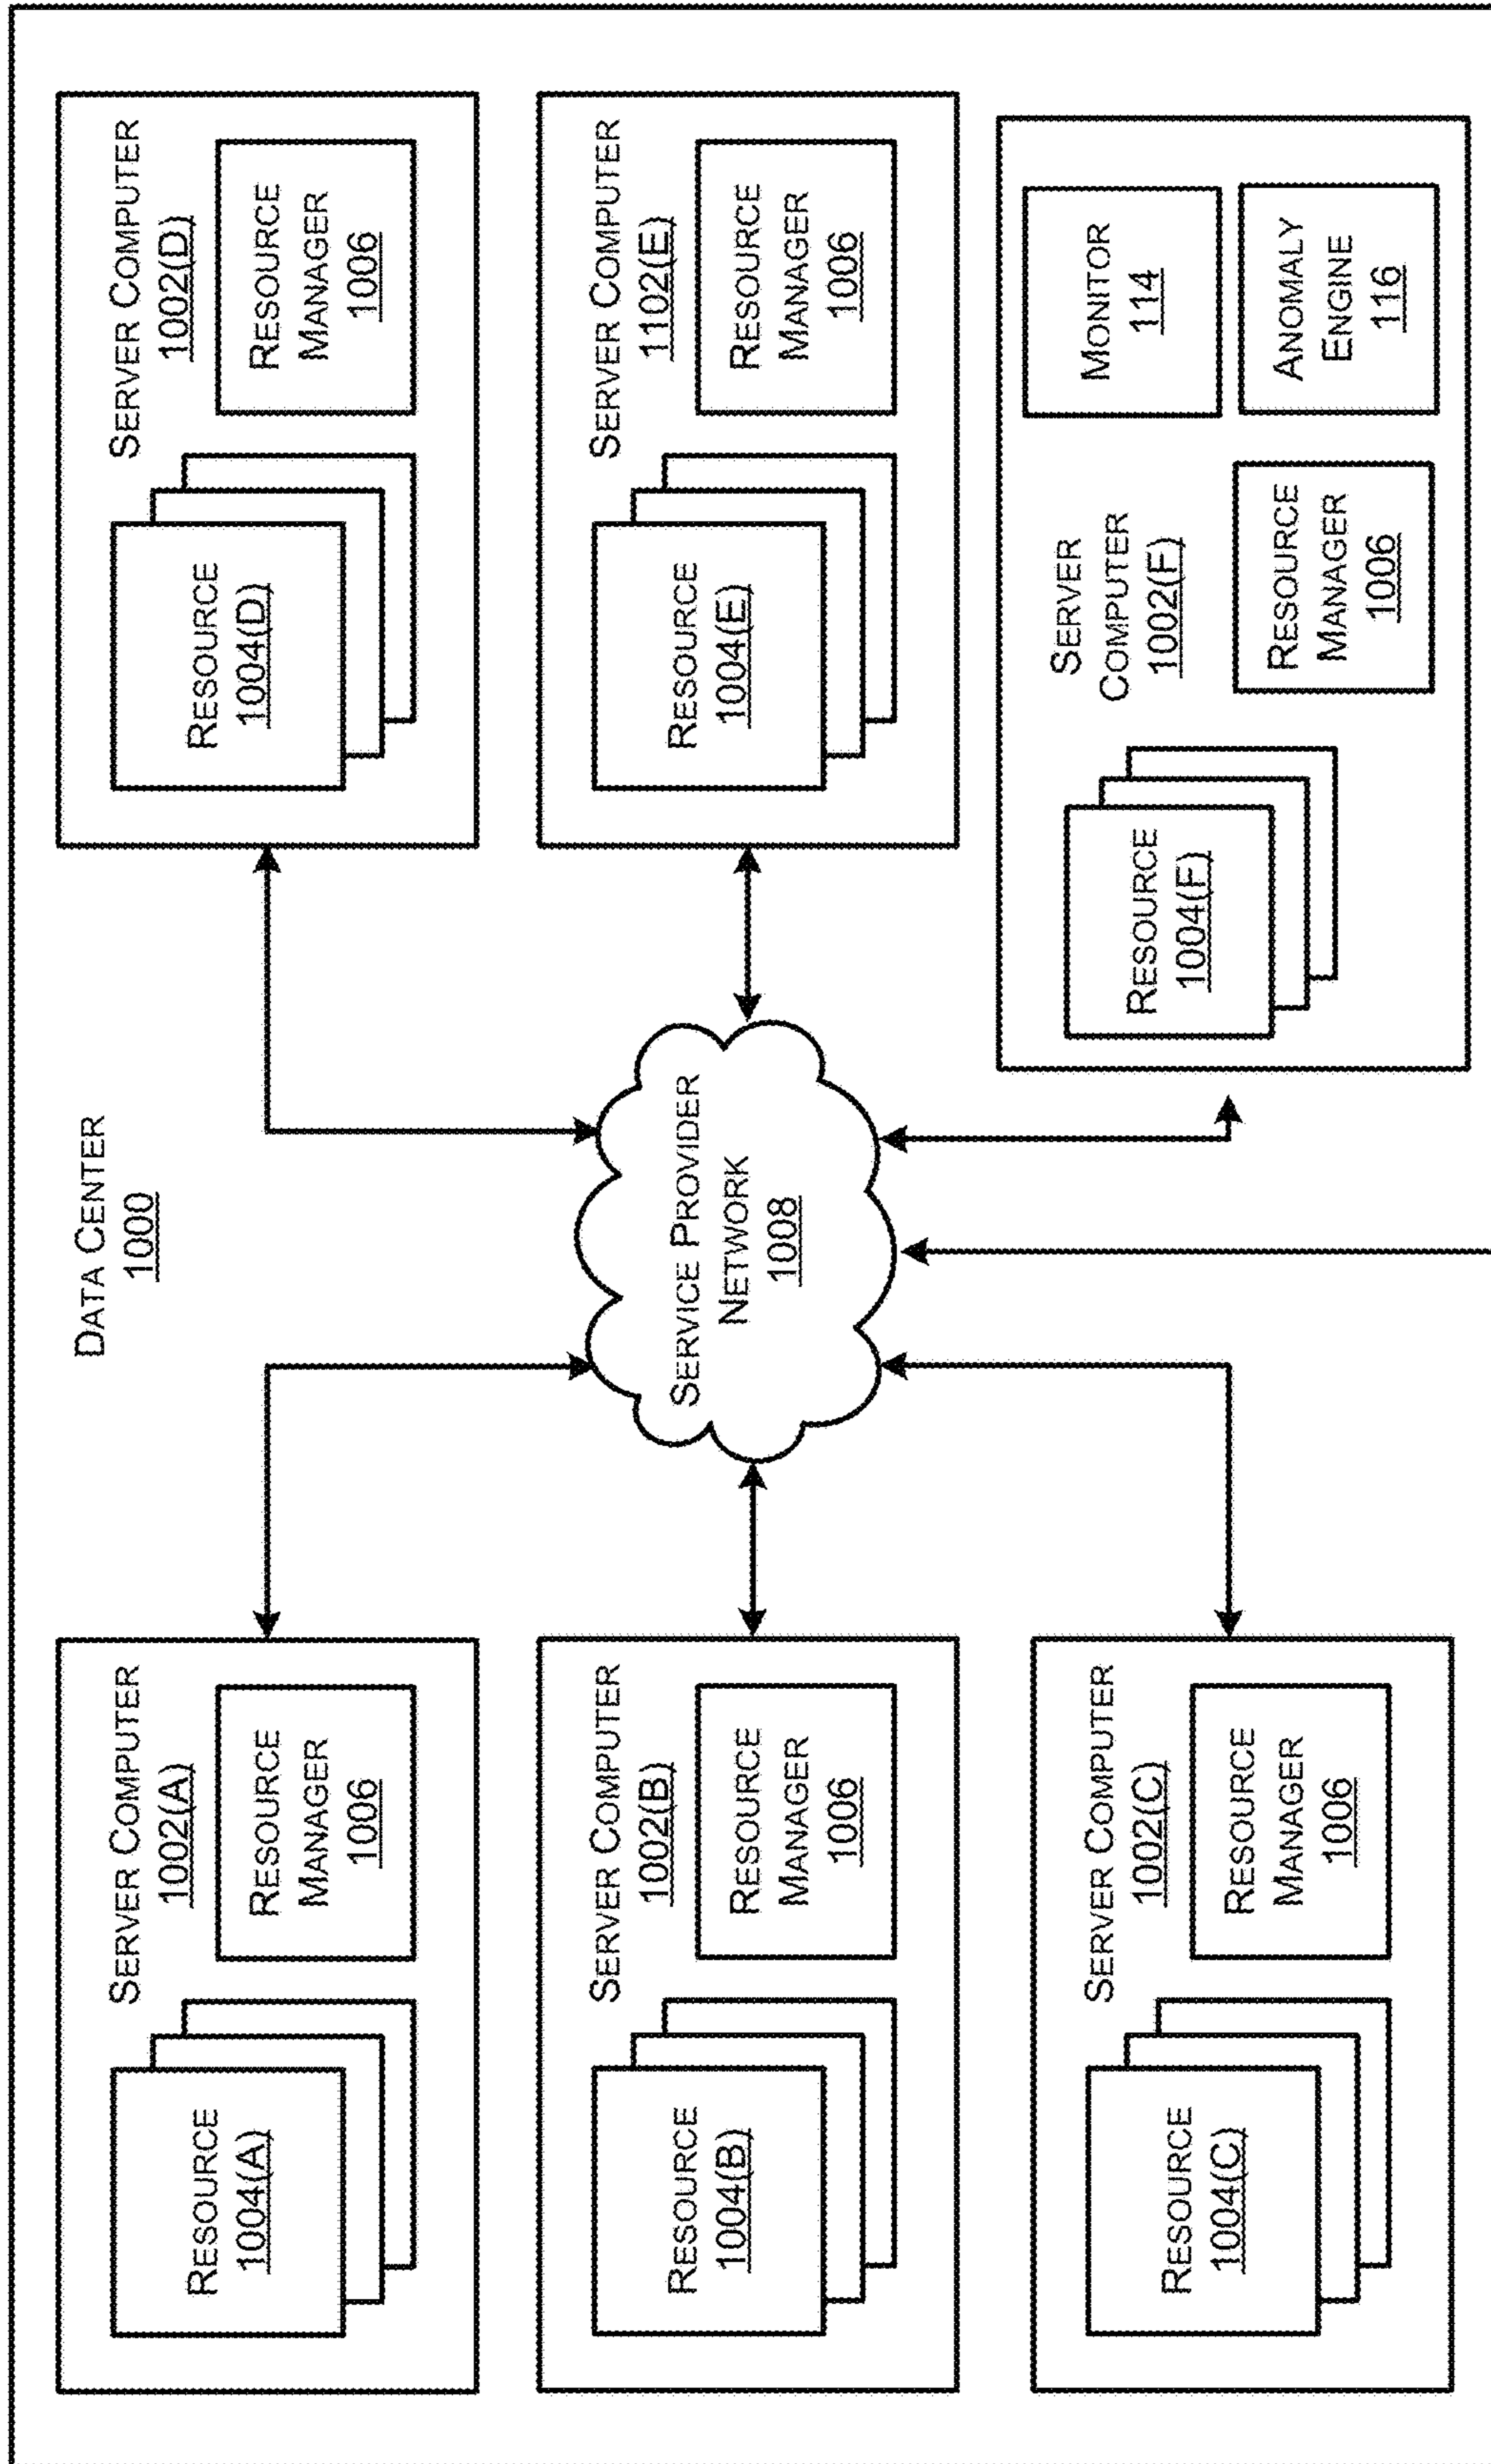 DATA CENTER
1000
SERVER COMPUTER
1002(A)
RESOURCE
1004(A)
RESOURCE
MANAGER
1006
SERVER COMPUTER
1002(B)
RESOURCE
1004(B)
RESOURCE
MANAGER
1006
SERVER COMPUTER
1002(C)
RESOURCE
1004(C)
RESOURCE
MANAGER
1006
SERVICE PROVIDER
NETWORK
1008
SERVER COMPUTER
1002(D)
RESOURCE
1004(D)
RESOURCE
MANAGER
1006
SERVER COMPUTER
1102(E)
RESOURCE
1004(E)
RESOURCE
MANAGER
1006
SERVER
COMPUTER
1002(F)
RESOURCE
1004(F)
RESOURCE
MANAGER
1006
MONITOR
114
ANOMALY
ENGINE
116